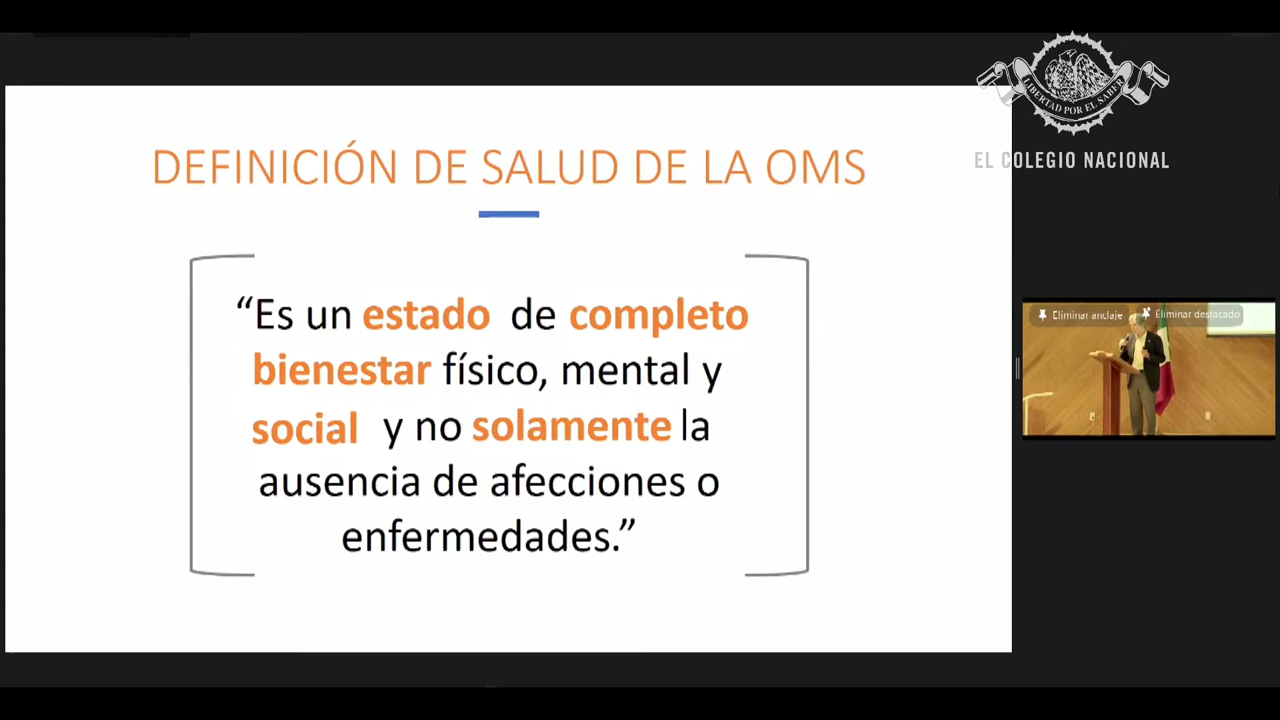 LIBERTAD POR EL SABER
EL COLEGIO NACIONAL
DEFINICIÓN DE SALUD DE LA OMS
“Es un estado de completo
bienestar físico, mental y
social y no solamente la
ausencia de afecciones o
enfermedades.”
Eliminar anclaje
Eliminar destacado